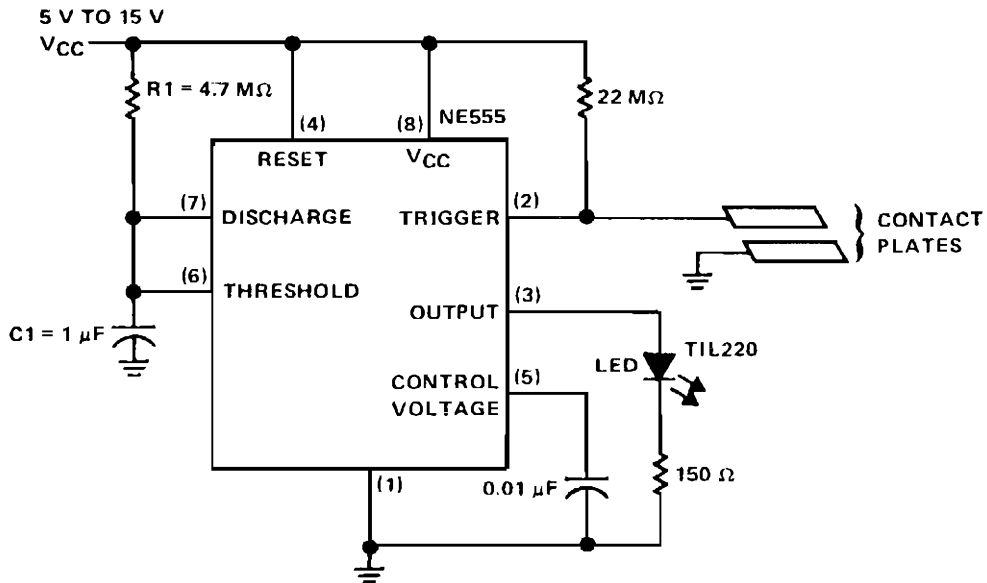 5 V TO 15 V
VCC
R1 = 4.7 MΩ
22 MΩ
(4)
(8)
NE555
RESET
VCC
(7)
DISCHARGE
TRIGGER
(2)
CONTACT
PLATES
(6)
THRESHOLD
OUTPUT
(3)
C1 = 1 μF
LED
TIL220
CONTROL
VOLTAGE
(5)
(1)
0.01 μF
150 Ω